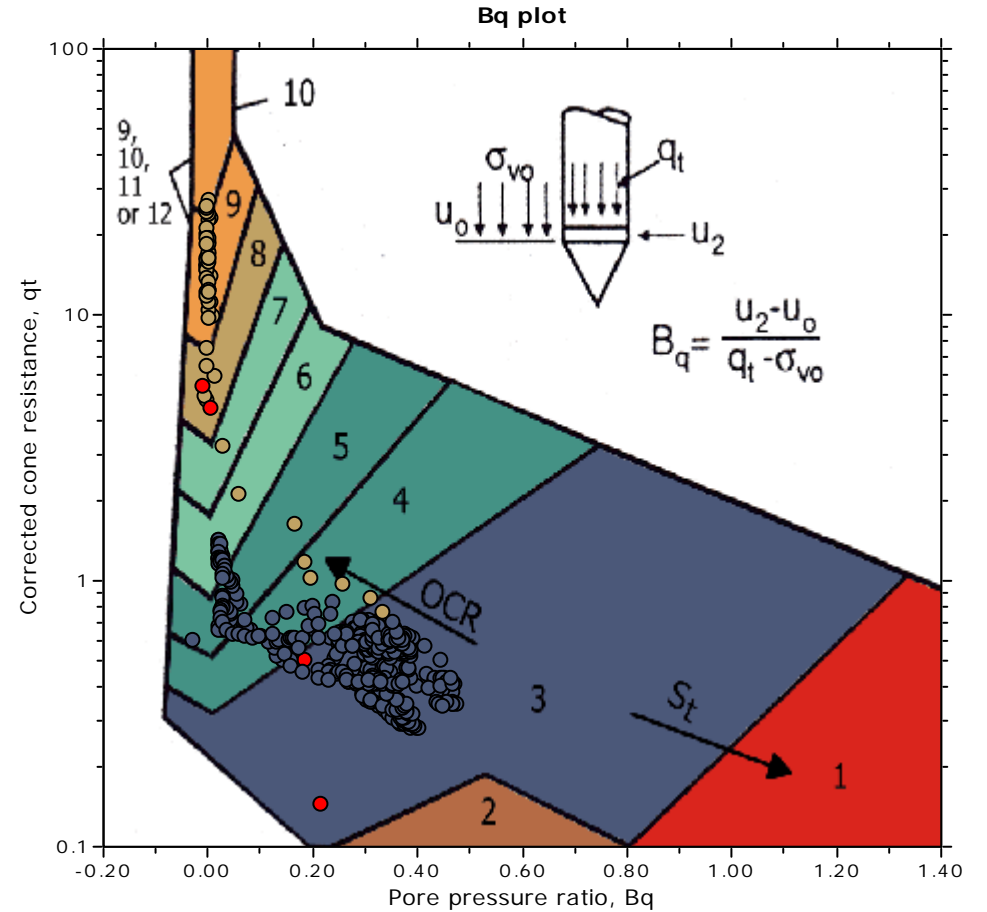 Bq plot
100
10
1
0.1
Corrected cone resistance, qt
-0.20 0.00 0.20 0.40 0.60 0.80 1.00 1.20 1.40
Pore pressure ratio, Bq
10
9,
10,
11
or 12
9
8
7
6
5
4
3
2
1
OCR
St
σvo
qt
uo
u2
Bq= u2-uo
qt -σvo